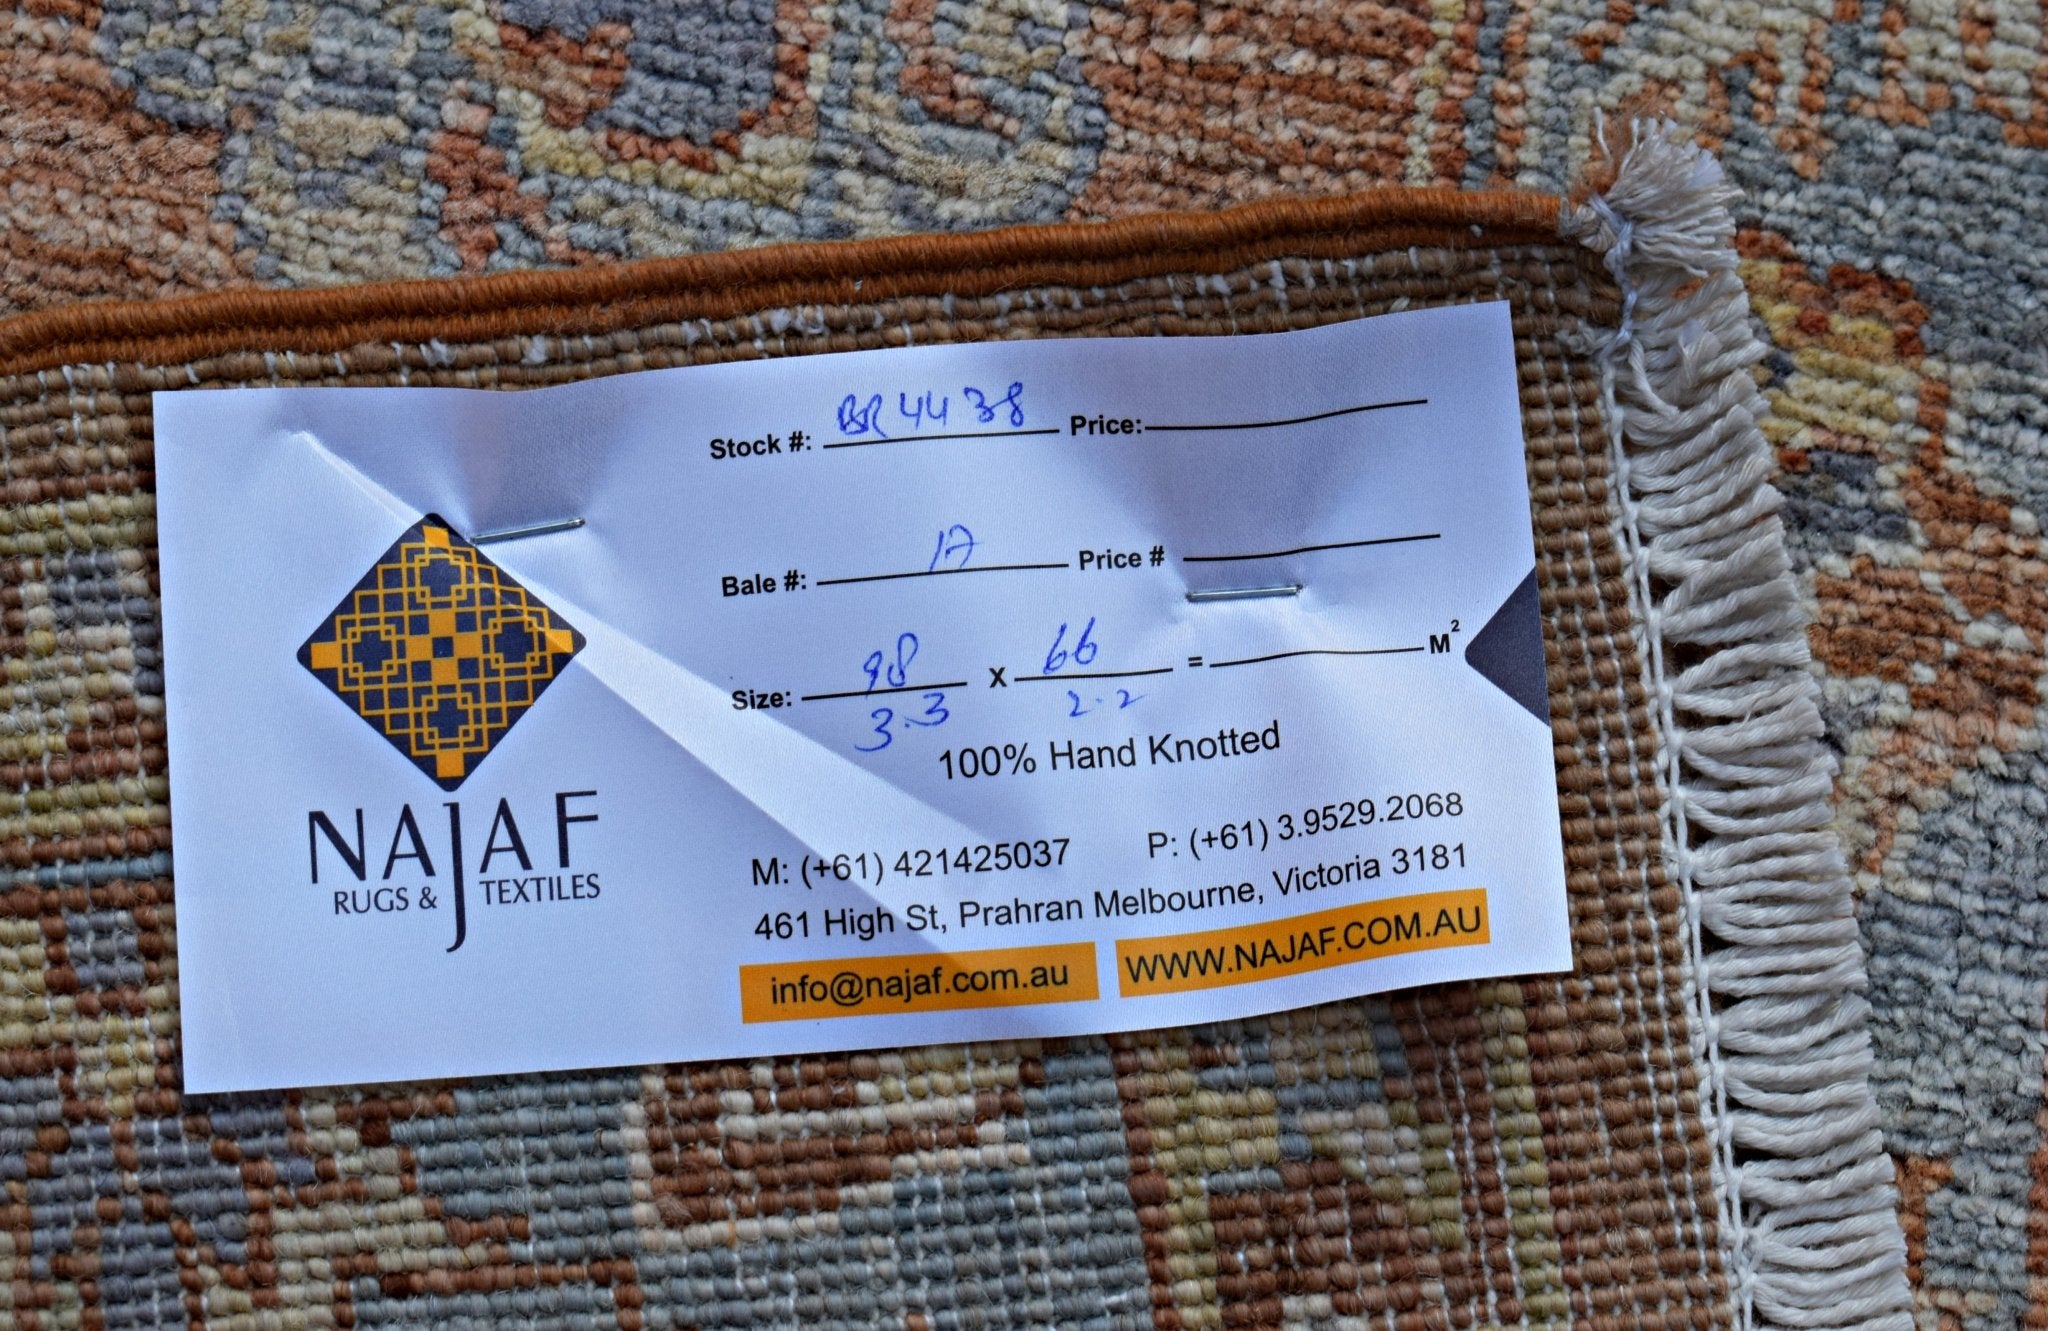 Stock #: BR 4438 Price:
Bale #: 17 Price #
Size: 98 x 66 = M²
3.3 2.2
100% Hand Knotted
NAJAF
RUGS & TEXTILES
M: (+61) 421425037 P: (+61) 3.9529.2068
461 High St, Prahran Melbourne, Victoria 3181
info@najaf.com.au WWW.NAJAF.COM.AU